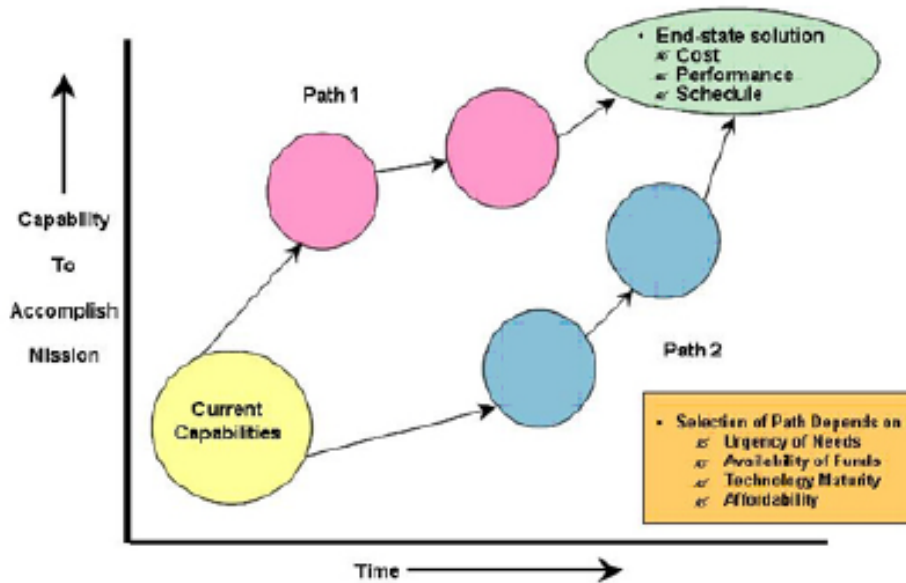 • End-state solution
Cost
Performance
Schedule
Path 1
Capability
To
Accomplish
Mission
Current
Capabilities
Path 2
• Selection of Path Depends on
Urgency of Needs
Availability of Funds
Technology Maturity
Affordability
Time